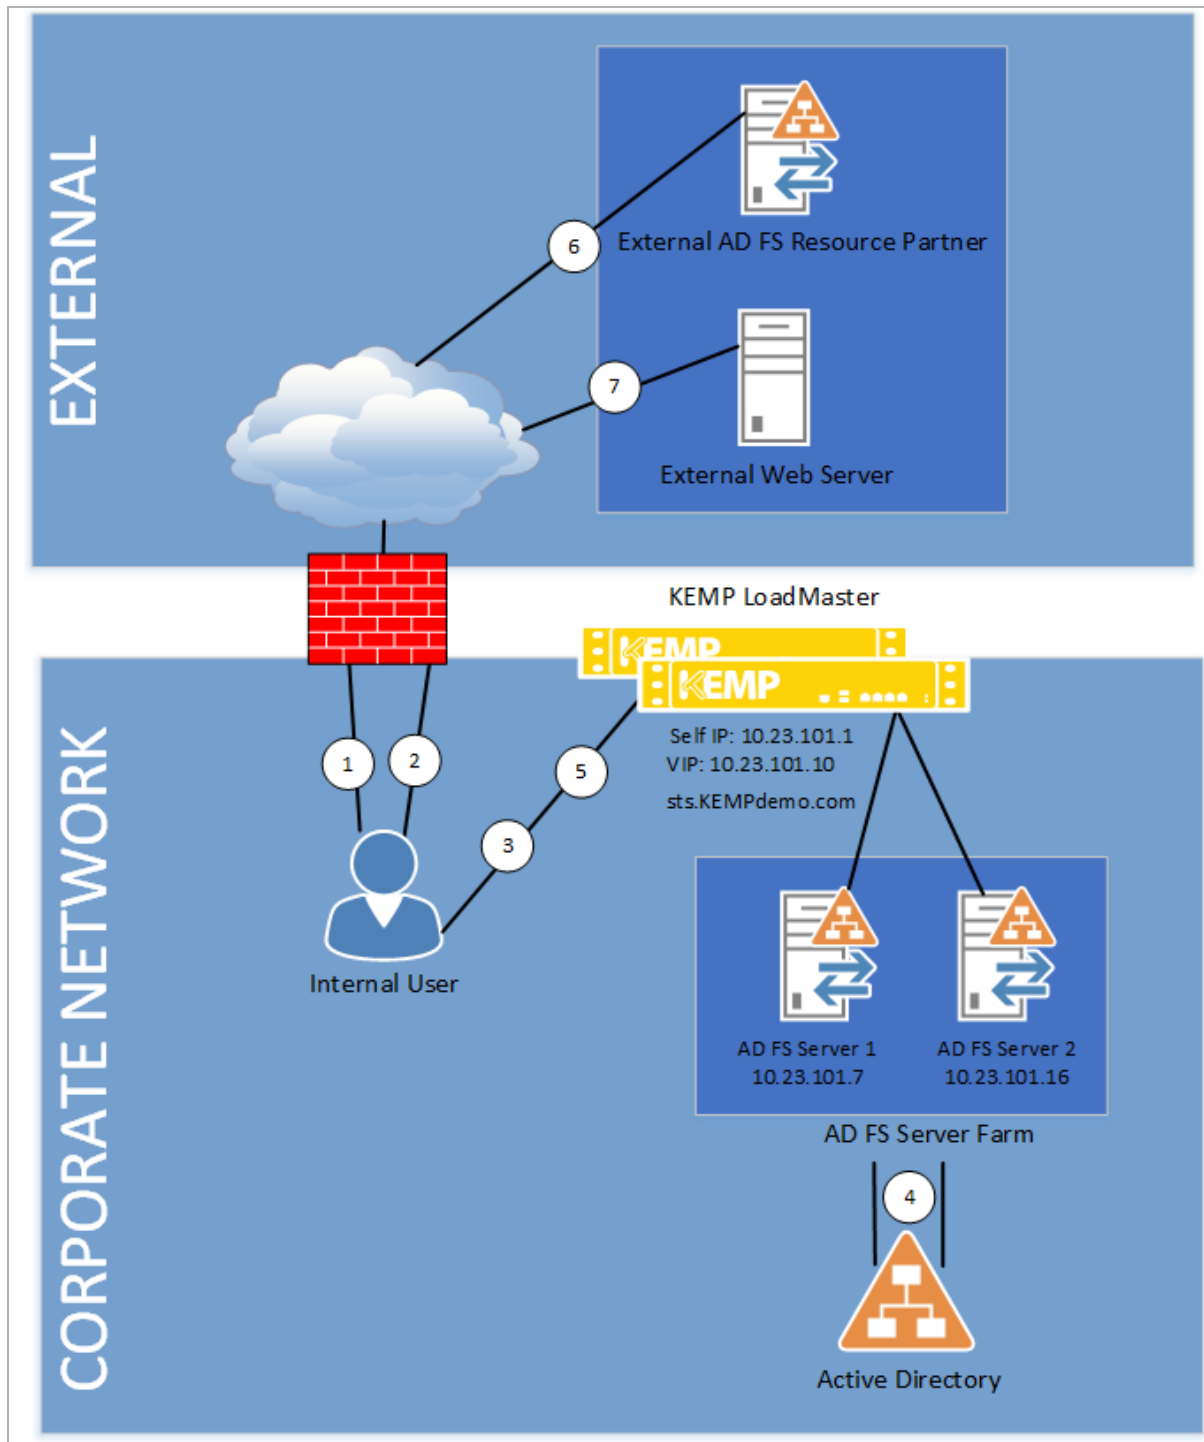 EXTERNAL
6
External AD FS Resource Partner
7
External Web Server
KEMP LoadMaster
KEMP
KEMP
Self IP: 10.23.101.1
VIP: 10.23.101.10
sts.KEMPdemo.com
1
2
5
3
Internal User
CORPORATE NETWORK
AD FS Server 1
10.23.101.7
AD FS Server 2
10.23.101.16
AD FS Server Farm
4
Active Directory